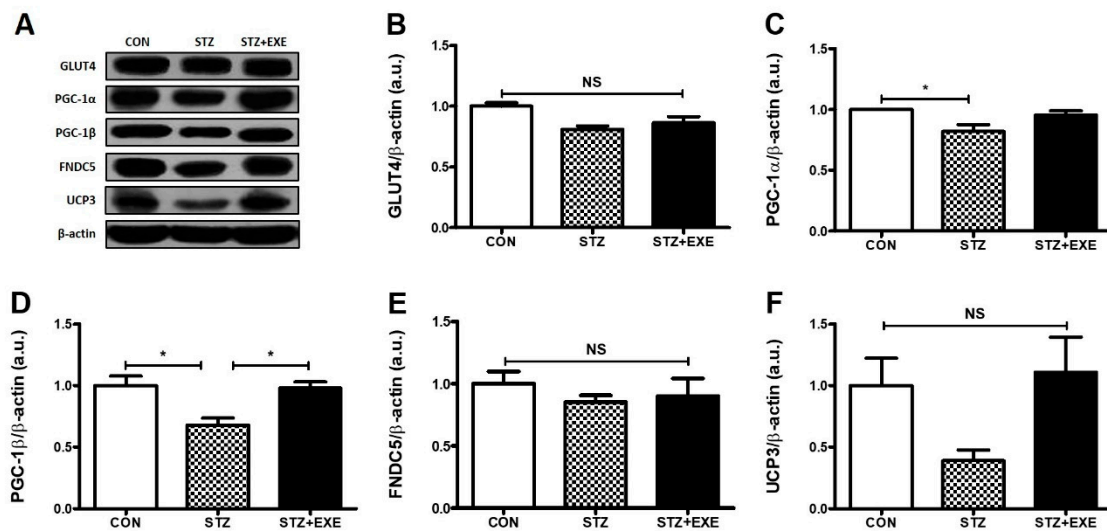 A
CON STZ STZ+EXE
GLUT4
PGC-1α
PGC-1β
FNDC5
UCP3
β-actin
B
GLUT4/β-actin (a.u.)
1.5
1.0
0.5
0.0
NS
CON STZ STZ+EXE
C
PGC-1α/β-actin (a.u.)
1.5
1.0
0.5
0.0
*
CON STZ STZ+EXE
D
PGC-1β/β-actin (a.u.)
1.5
1.0
0.5
0.0
* *
CON STZ STZ+EXE
E
FNDC5/β-actin (a.u.)
1.5
1.0
0.5
0.0
NS
CON STZ STZ+EXE
F
UCP3/β-actin (a.u.)
1.5
1.0
0.5
0.0
NS
CON STZ STZ+EXE